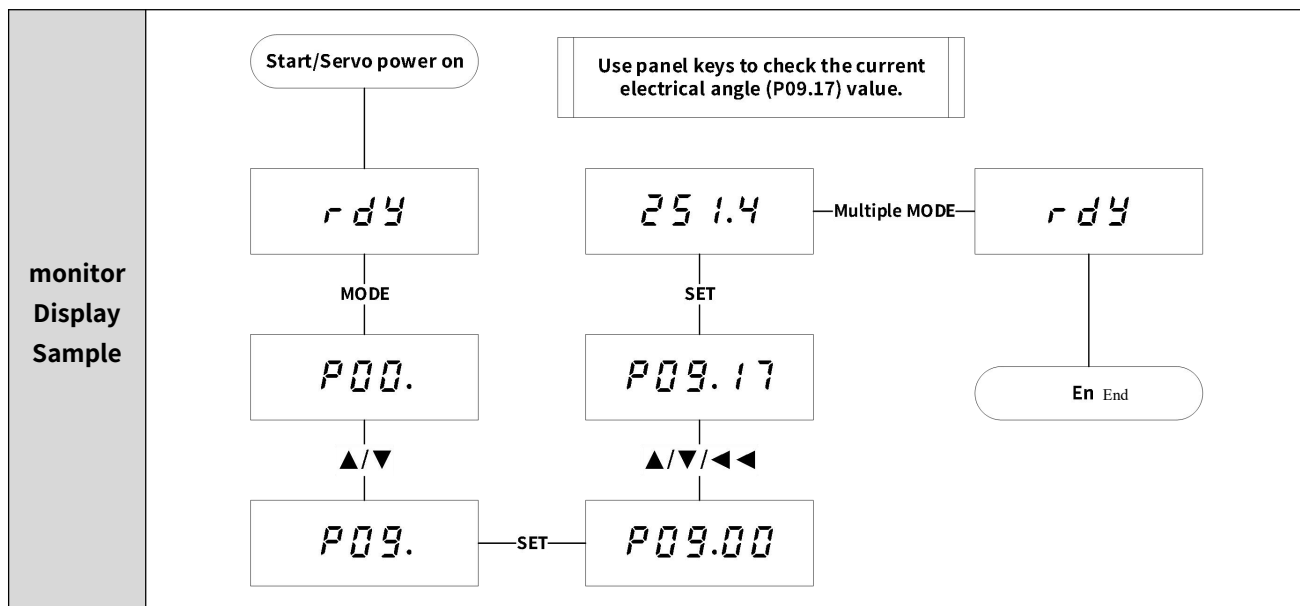 monitor
Display
Sample
Start/Servo power on
Use panel keys to check the current
electrical angle (P09.17) value.
rdy
MODE
P00.
▲/▼
P09.
SET
P09.00
▲/▼/◄◄
P09.17
SET
251.4
Multiple MODE
rdy
En End